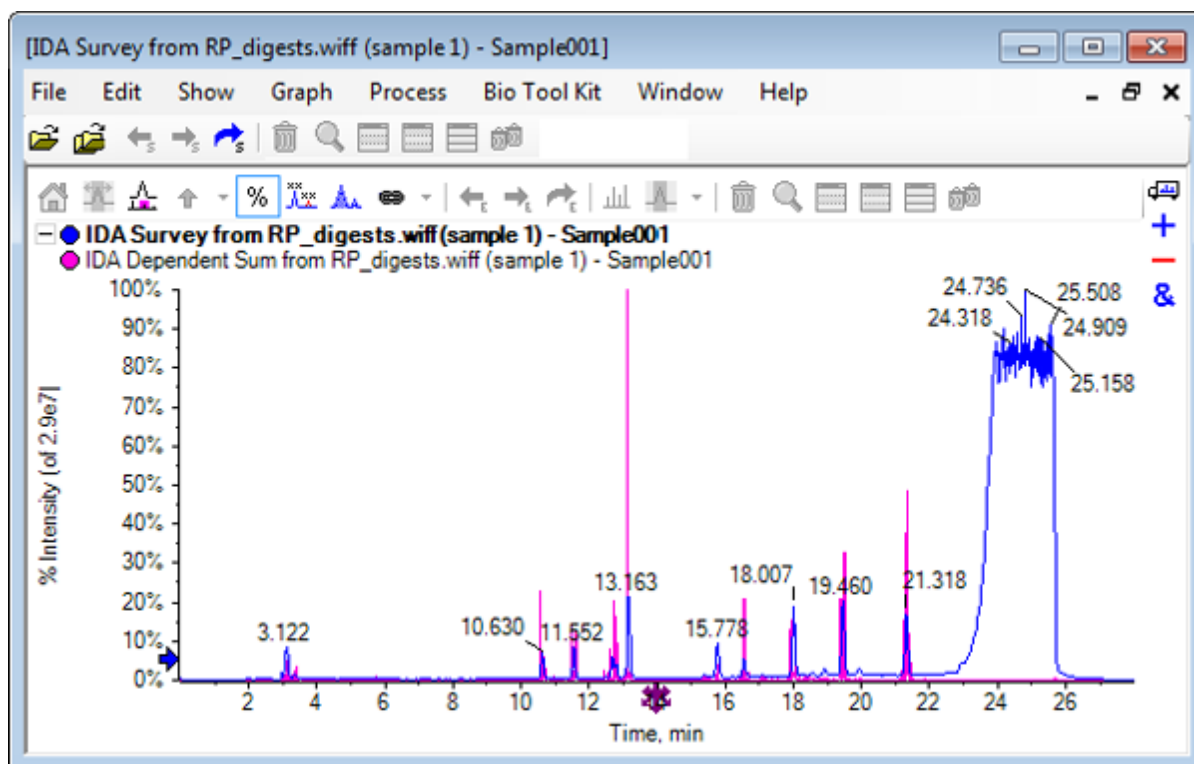 [IDA Survey from RP_digests.wiff (sample 1) - Sample001]
File Edit Show Graph Process Bio Tool Kit Window Help
%
IDA Survey from RP_digests.wiff (sample 1) - Sample001
IDA Dependent Sum from RP_digests.wiff (sample 1) - Sample001
&
% Intensity (of 2.9e7)
100%
90%
80%
70%
60%
50%
40%
30%
20%
10%
0%
24.736 25.508
24.318 24.909
25.158
13.163 18.007 19.460 21.318
3.122 10.630 11.552 15.778
2 4 6 8 10 12 16 18 20 22 24 26
Time, min